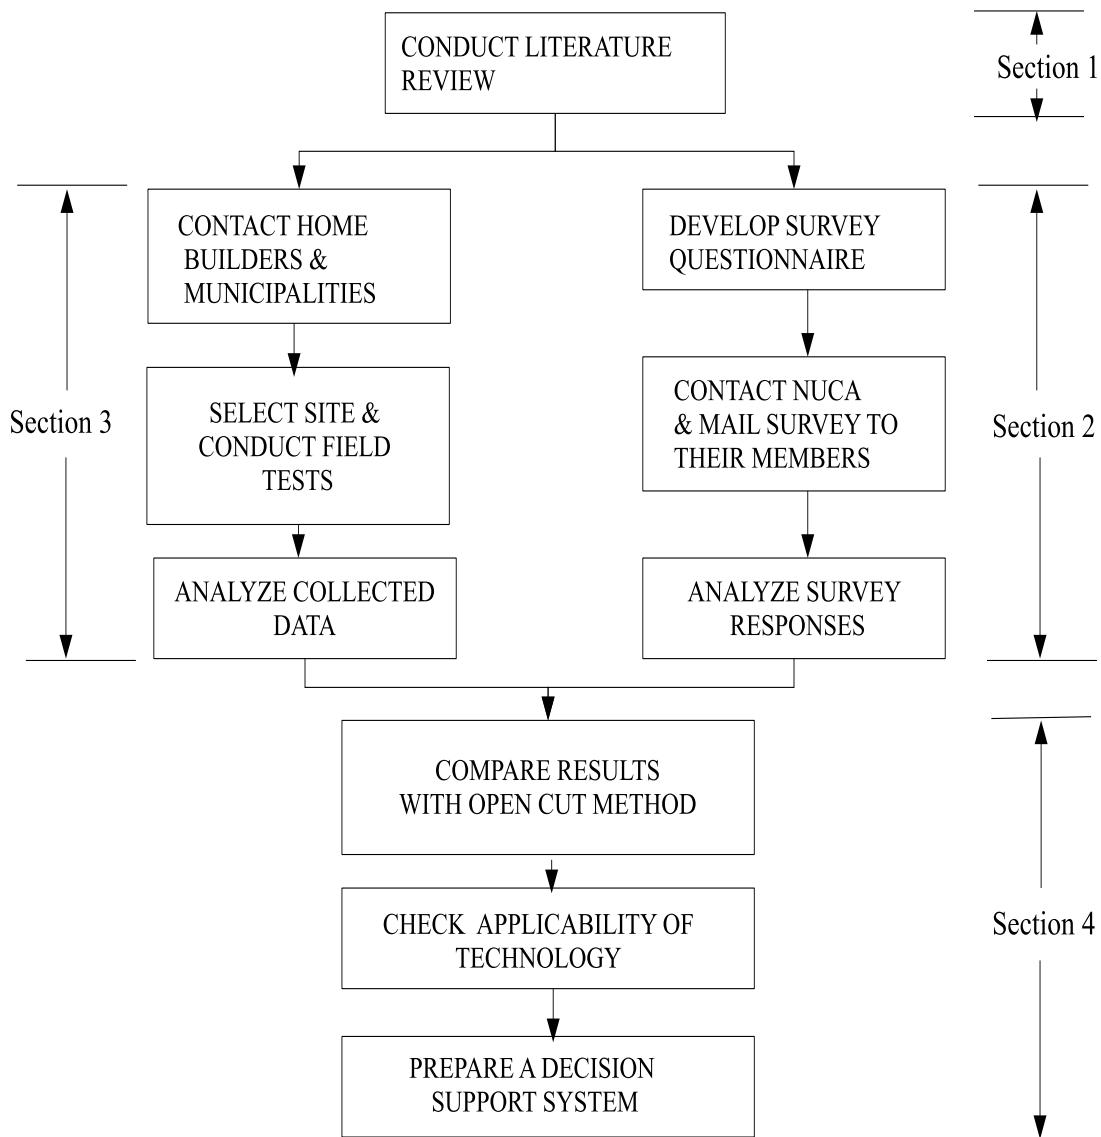 CONDUCT LITERATURE
REVIEW
Section 1
CONTACT HOME
BUILDERS &
MUNICIPALITIES
DEVELOP SURVEY
QUESTIONNAIRE
SELECT SITE &
CONDUCT FIELD
TESTS
CONTACT NUCA
& MAIL SURVEY TO
THEIR MEMBERS
Section 3
Section 2
ANALYZE COLLECTED
DATA
ANALYZE SURVEY
RESPONSES
COMPARE RESULTS
WITH OPEN CUT METHOD
CHECK APPLICABILITY OF
TECHNOLOGY
Section 4
PREPARE A DECISION
SUPPORT SYSTEM